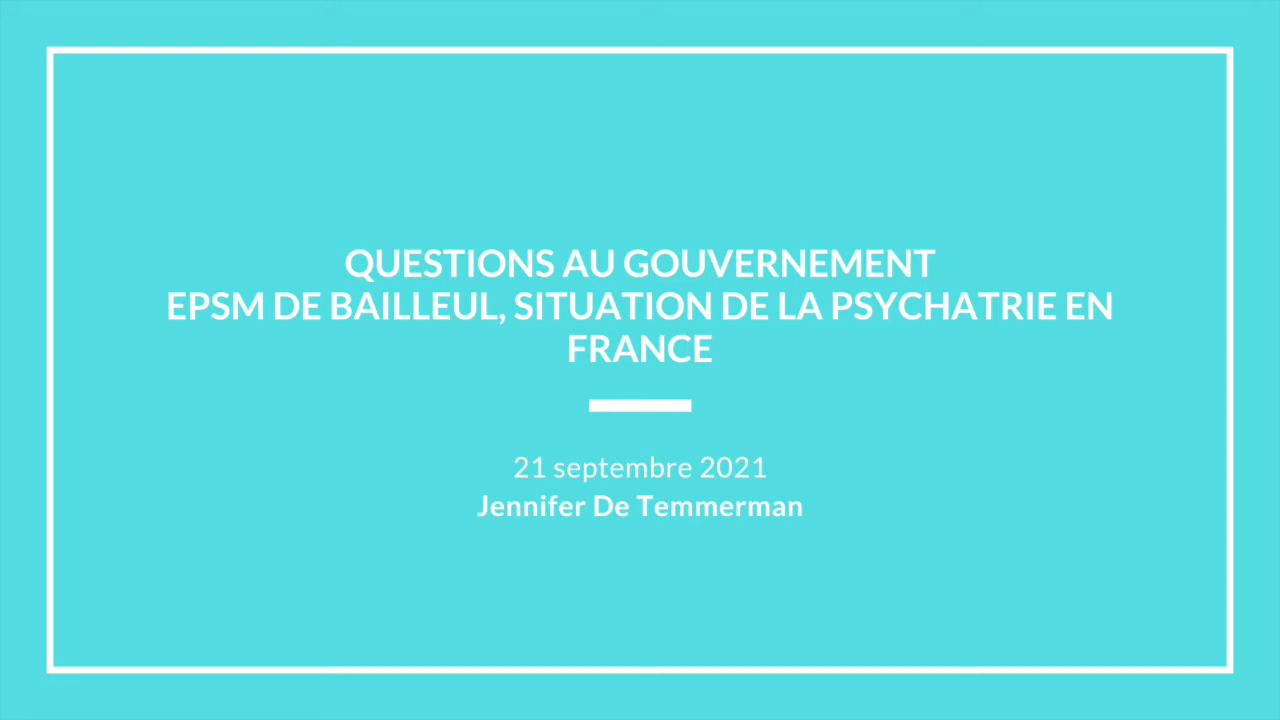 QUESTIONS AU GOUVERNEMENT
EPSM DE BAILLEUL, SITUATION DE LA PSYCHATRIE EN
FRANCE
21 septembre 2021
Jennifer De Temmerman